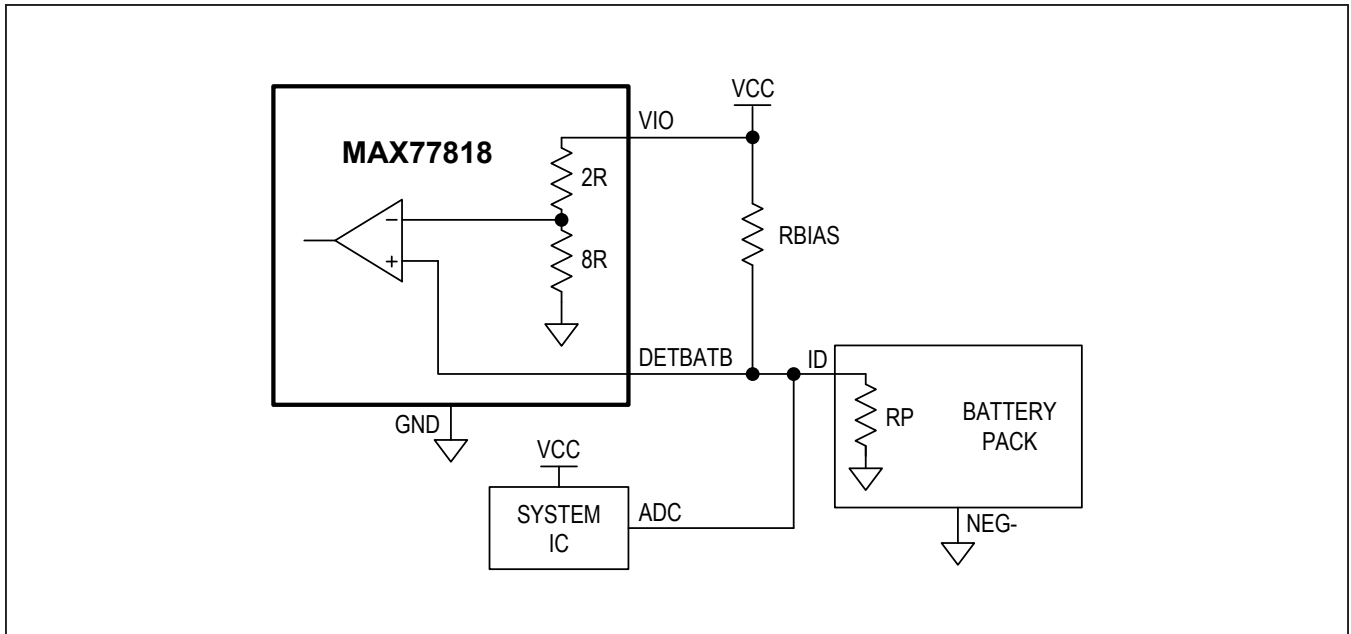 VCC
VIO
MAX77818
2R
RBIAS
−
8R
+
DETBATB
ID
RP
BATTERY
PACK
GND
VCC
SYSTEM
IC
ADC
NEG-